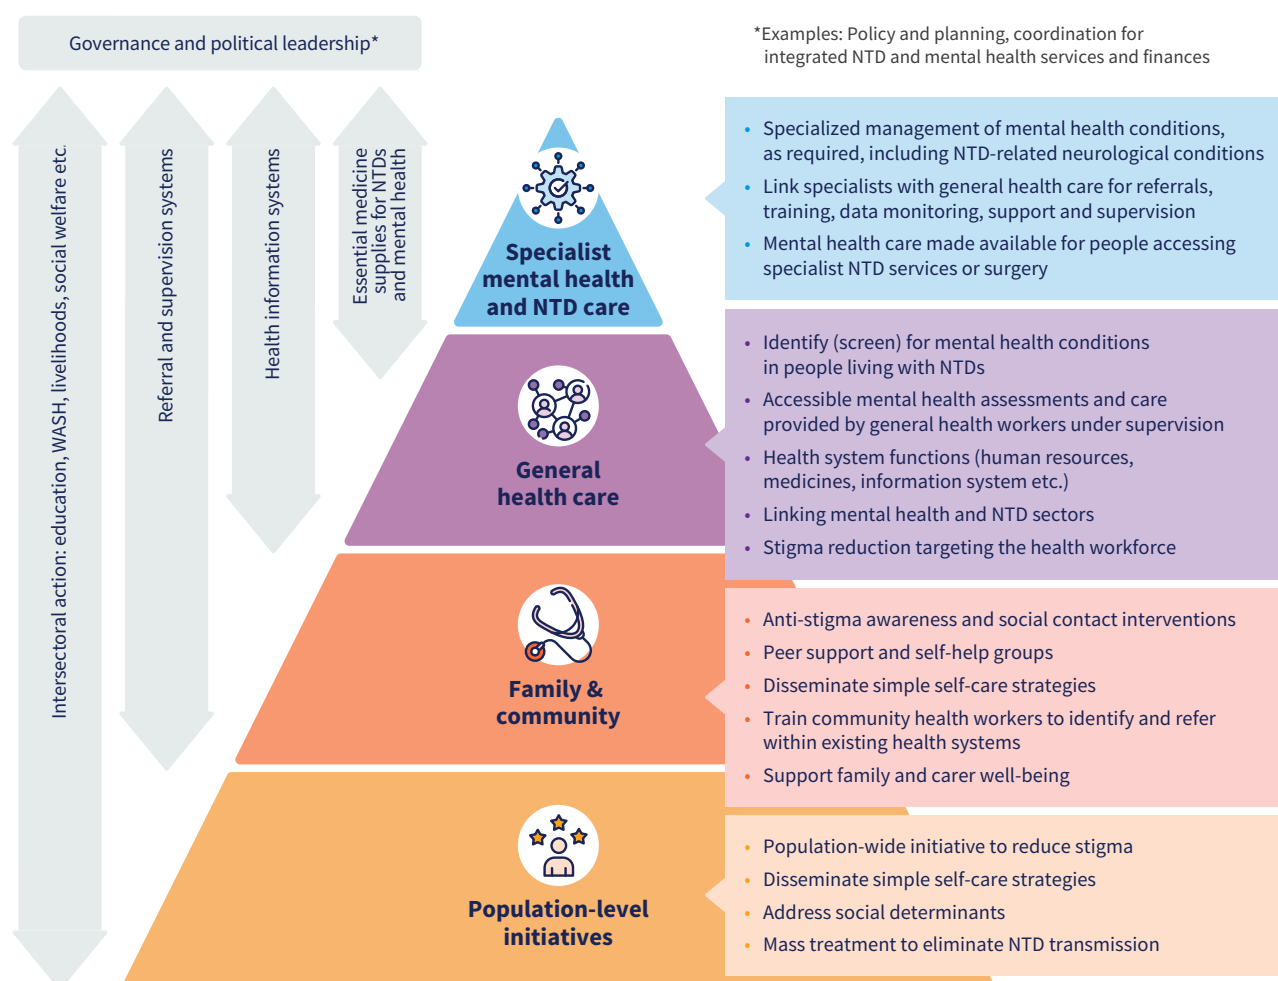 Governance and political leadership*
*Examples: Policy and planning, coordination for
integrated NTD and mental health services and finances
Intersectoral action: education, WASH, livelihoods, social welfare etc.
Referral and supervision systems
Health information systems
Essential medicine
supplies for NTDs
and mental health
Specialist
mental health
and NTD care
• Specialized management of mental health conditions,
as required, including NTD-related neurological conditions
• Link specialists with general health care for referrals,
training, data monitoring, support and supervision
• Mental health care made available for people accessing
specialist NTD services or surgery
General
health care
• Identify (screen) for mental health conditions
in people living with NTDs
• Accessible mental health assessments and care
provided by general health workers under supervision
• Health system functions (human resources,
medicines, information system etc.)
• Linking mental health and NTD sectors
• Stigma reduction targeting the health workforce
Family &
community
• Anti-stigma awareness and social contact interventions
• Peer support and self-help groups
• Disseminate simple self-care strategies
• Train community health workers to identify and refer
within existing health systems
• Support family and carer well-being
Population-level
initiatives
• Population-wide initiative to reduce stigma
• Disseminate simple self-care strategies
• Address social determinants
• Mass treatment to eliminate NTD transmission